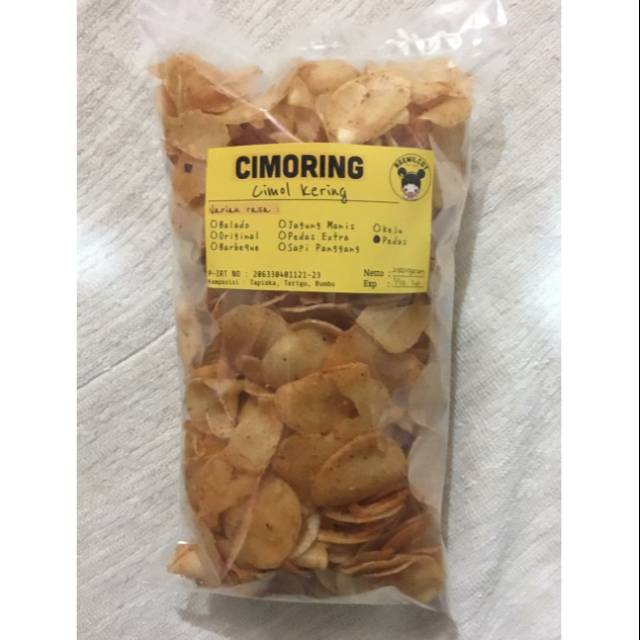 CIMORING
Cimol Kering
Varian rasa :
Balado
Original
Barbeque
Jagung Manis
Pedas Extra
Sapi Panggang
Keju
Pedas
P-IRT NO : 206330401121-23
Komposisi : Tapioka, Terigu, Bumbu
Netto :
Exp :